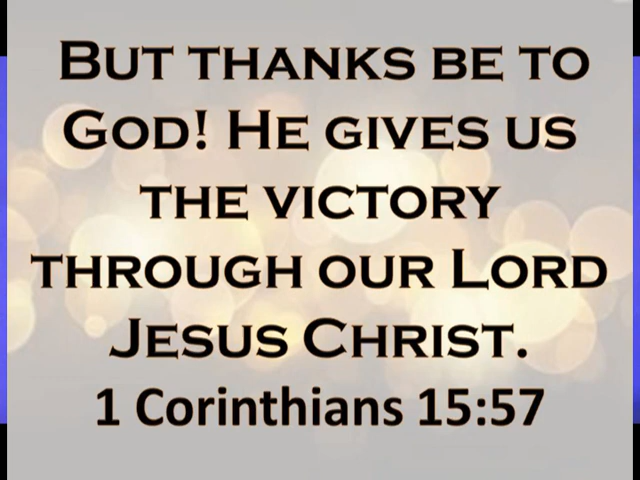 But thanks be to
God! He gives us
the victory
through our Lord
Jesus Christ.
1 Corinthians 15:57